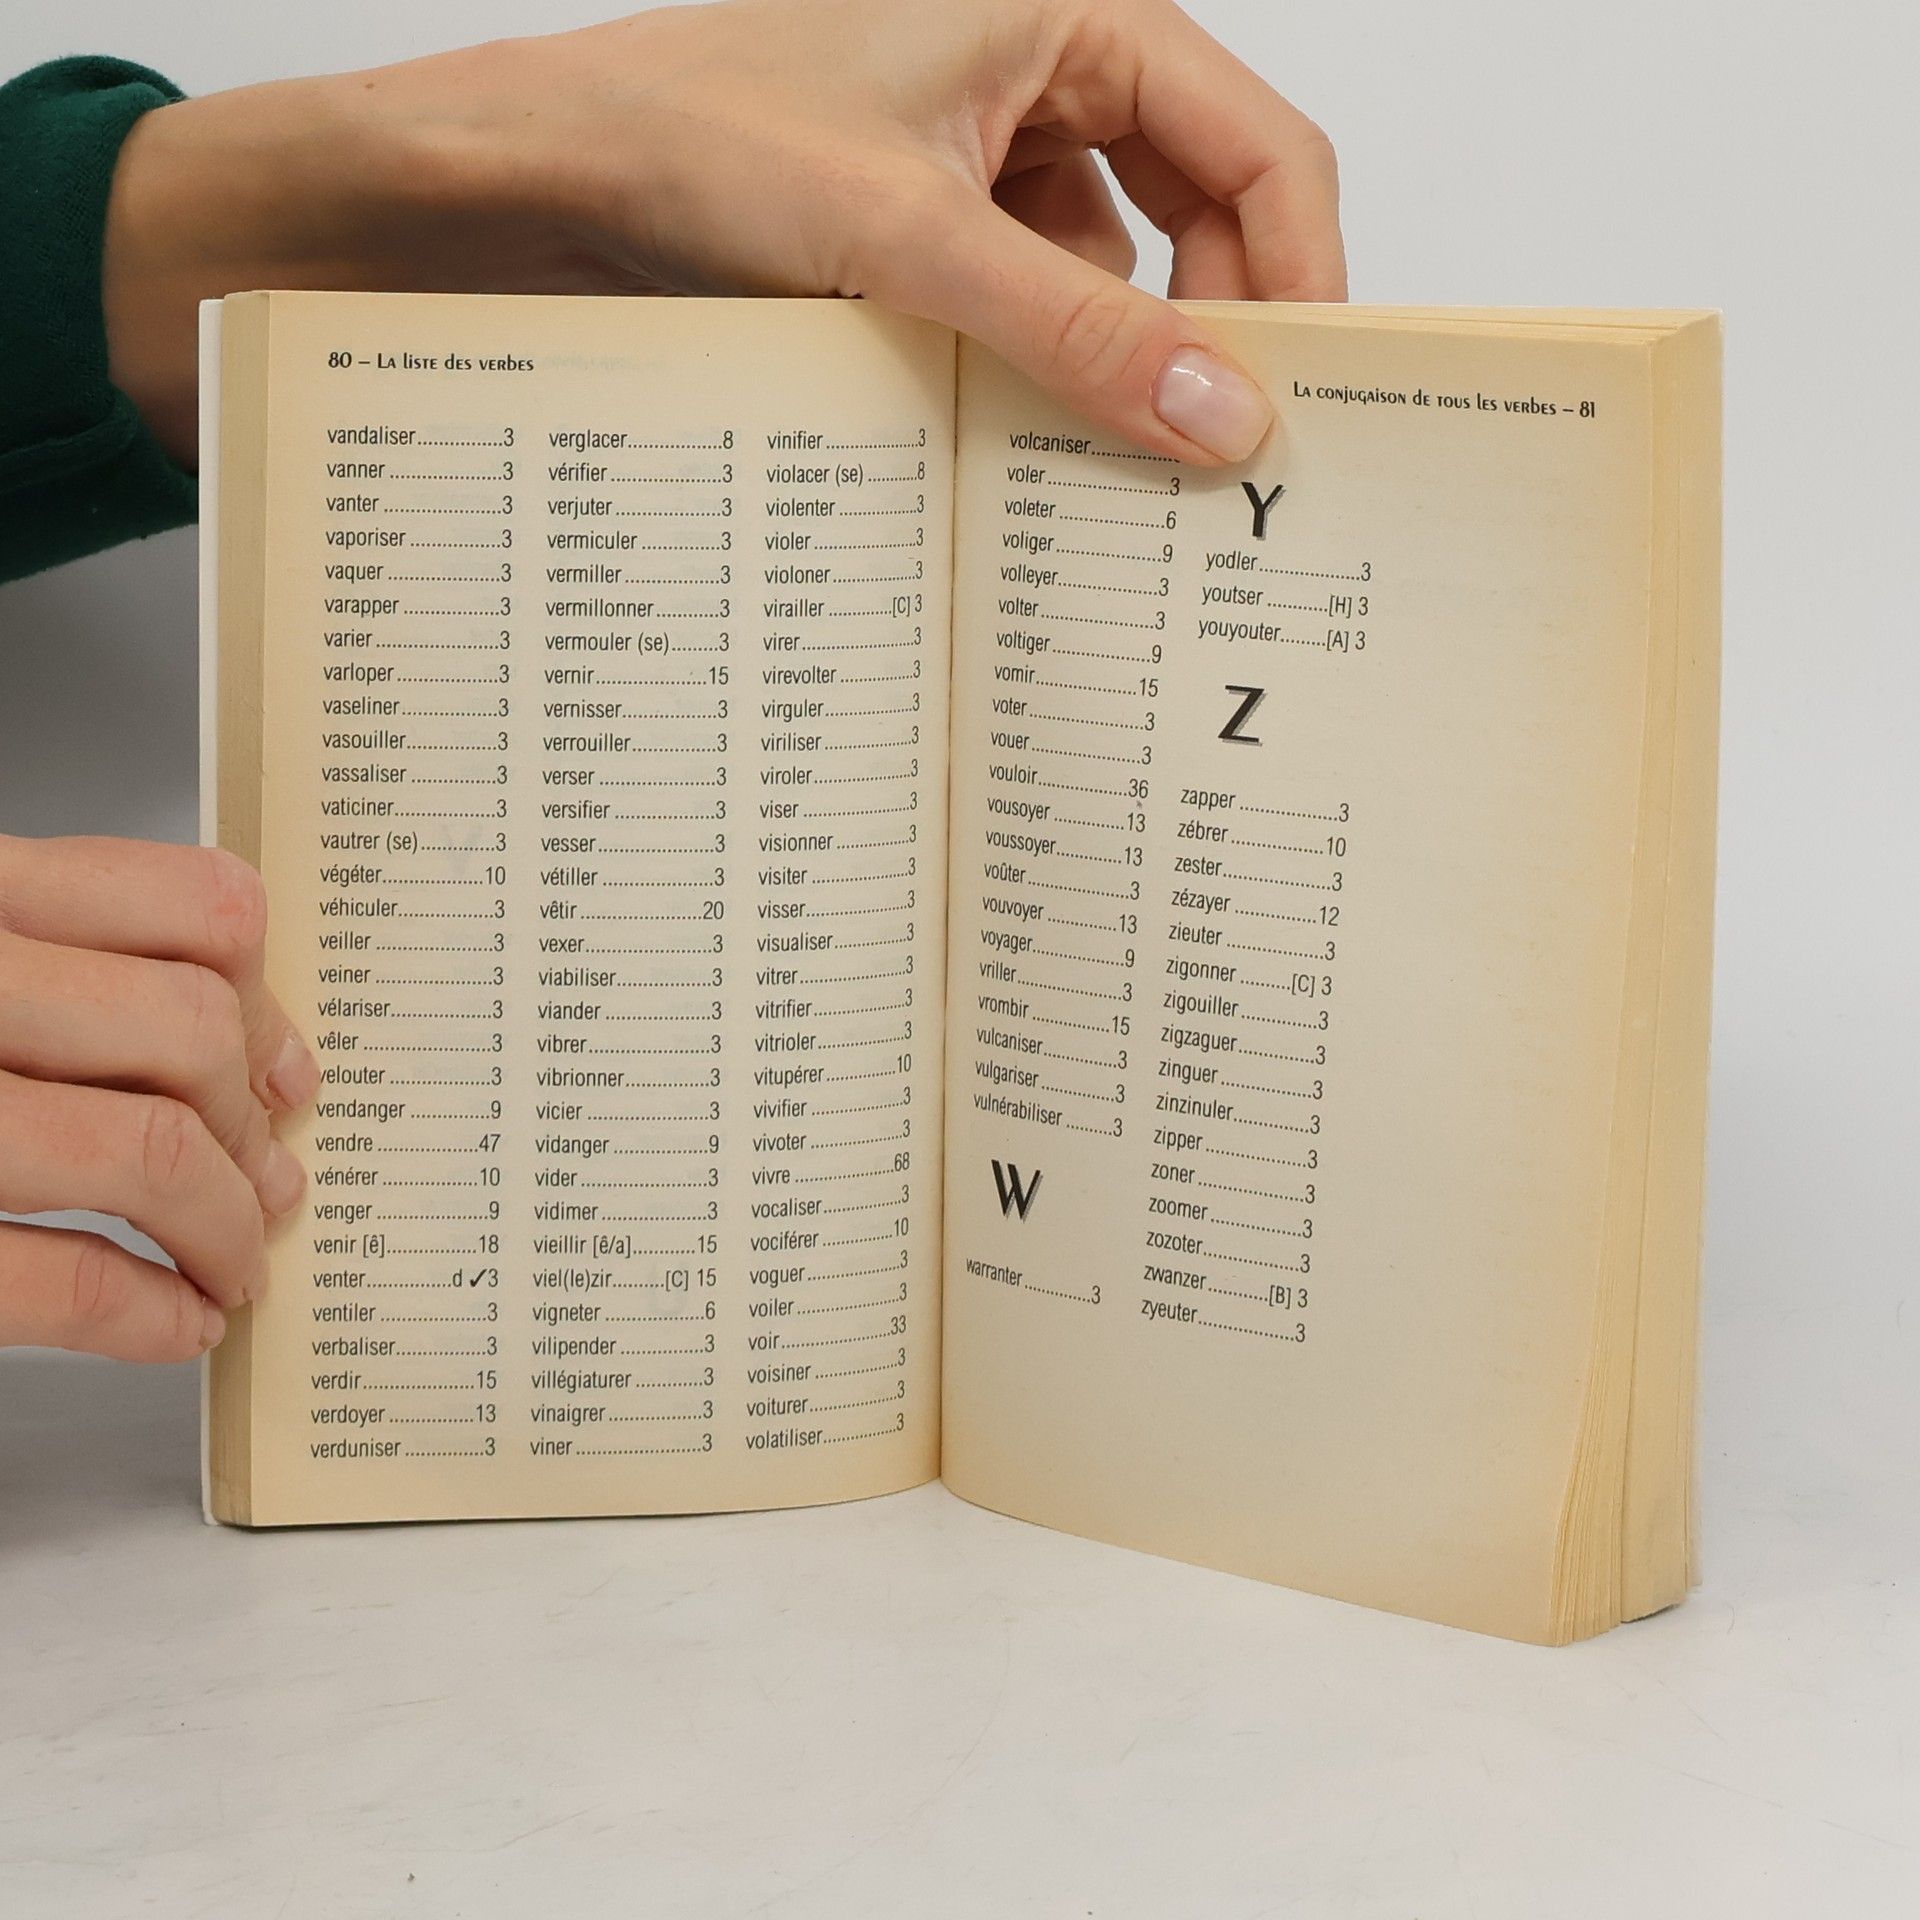 80 – La liste des verbes
vandaliser...............3
vanner ...................3
vanter ....................3
vaporiser ................3
vaquer ...................3
varapper .................3
varier .....................3
varloper..................3
vaseliner.................3
vasouiller................3
vassaliser ...............3
vaticiner..................3
vautrer (se).............3
végéter..................10
véhiculer.................3
veiller .....................3
veiner .....................3
vélariser..................3
vêler .......................3
velouter ..................3
vendanger ..............9
vendre ..................47
vénérer .................10
venger ....................9
venir [ê]................18
venter...............d ✓3
ventiler ...................3
verbaliser................3
verdir....................15
verdoyer ...............13
verduniser ...............3
verglacer.................8
vérifier ....................3
verjuter ...................3
vermiculer ...............3
vermiller ..................3
vermillonner.............3
vermouler (se).........3
vernir....................15
vernisser.................3
verrouiller................3
verser .....................3
versifier ...................3
vesser.....................3
vétiller .....................3
vêtir ......................20
vexer.......................3
viabiliser..................3
viander ...................3
vibrer......................3
vibrionner................3
vicier ......................3
vidanger .................9
vider .......................3
vidimer....................3
vieillir [ê/a]...........15
viel(le)zir..........[C] 15
vigneter ..................6
vilipender ................3
villégiaturer .............3
vinaigrer .................3
viner .......................3
vinifier ....................3
violacer (se) ............8
violenter .................3
violer ......................3
violoner...................3
virailler .............[C] 3
virer........................3
virevolter ................3
virguler...................3
viriliser ...................3
viroler.....................3
viser .......................3
visionner .................3
visiter .....................3
visser......................3
visualiser.................3
vitrer .......................3
vitrifier.....................3
vitrioler....................3
vitupérer................10
vivifier .....................3
vivoter .....................3
vivre .....................68
vocaliser..................3
vociférer ...............10
voguer ....................3
voiler ......................3
voir.......................33
voisiner ...................3
voiturer....................3
volatiliser.................3
La conjugaison de tous les verbes – 81
volcaniser................
voler .......................3
voleter ....................6
voliger.....................9
volleyer...................3
volter ......................3
voltiger....................9
vomir....................15
voter.......................3
vouer ......................3
vouloir..................36
vousoyer ..............13
voussoyer.............13
voûter.....................3
vouvoyer ..............13
voyager...................9
vriller......................3
vrombir ................15
vulcaniser...............3
vulgariser ...............3
vulnérabiliser ..........3
W
warranter ...............3
Y
yodler.....................3
youtser ............[H] 3
youyouter.........[A] 3
Z
zapper ....................3
zébrer ...................10
zester......................3
zézayer .................12
zieuter ....................3
zigonner ..........[C] 3
zigouiller .................3
zigzaguer................3
zinguer ...................3
zinzinuler................3
zipper .....................3
zoner ......................3
zoomer ...................3
zozoter....................3
zwanzer............[B] 3
zyeuter....................3